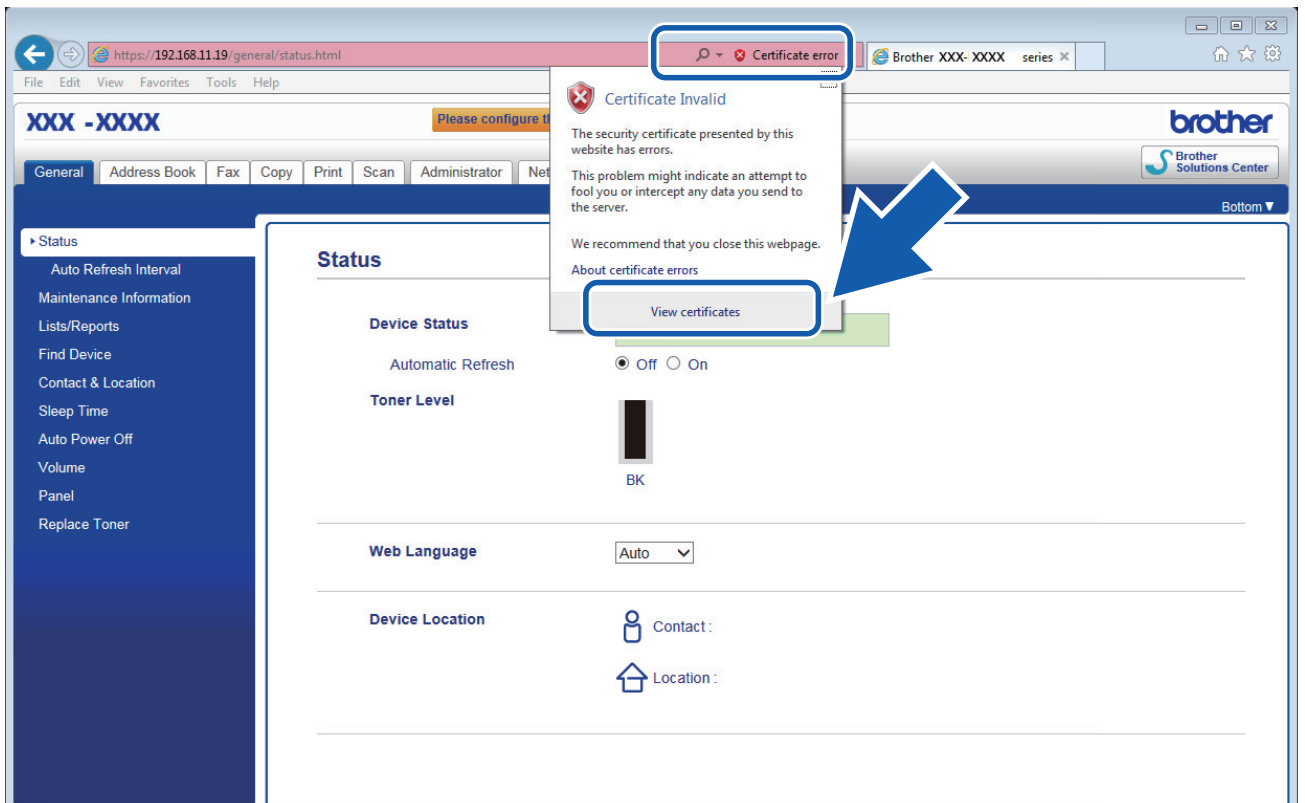 https://192.168.11.19/general/status.html
Certificate error
Brother XXX- XXXX series
File Edit View Favorites Tools Help
Certificate Invalid
The security certificate presented by this
website has errors.
This problem might indicate an attempt to
fool you or intercept any data you send to
the server.
We recommend that you close this webpage.
About certificate errors
View certificates
XXX -XXXX
Please configure
brother
General Address Book Fax Copy Print Scan Administrator
Brother
Solutions Center
Bottom▼
Status
Auto Refresh Interval
Maintenance Information
Lists/Reports
Find Device
Contact & Location
Sleep Time
Auto Power Off
Volume
Panel
Replace Toner
Status
Device Status
Automatic Refresh Off On
Toner Level
BK
Web Language Auto
Device Location
Contact :
Location :